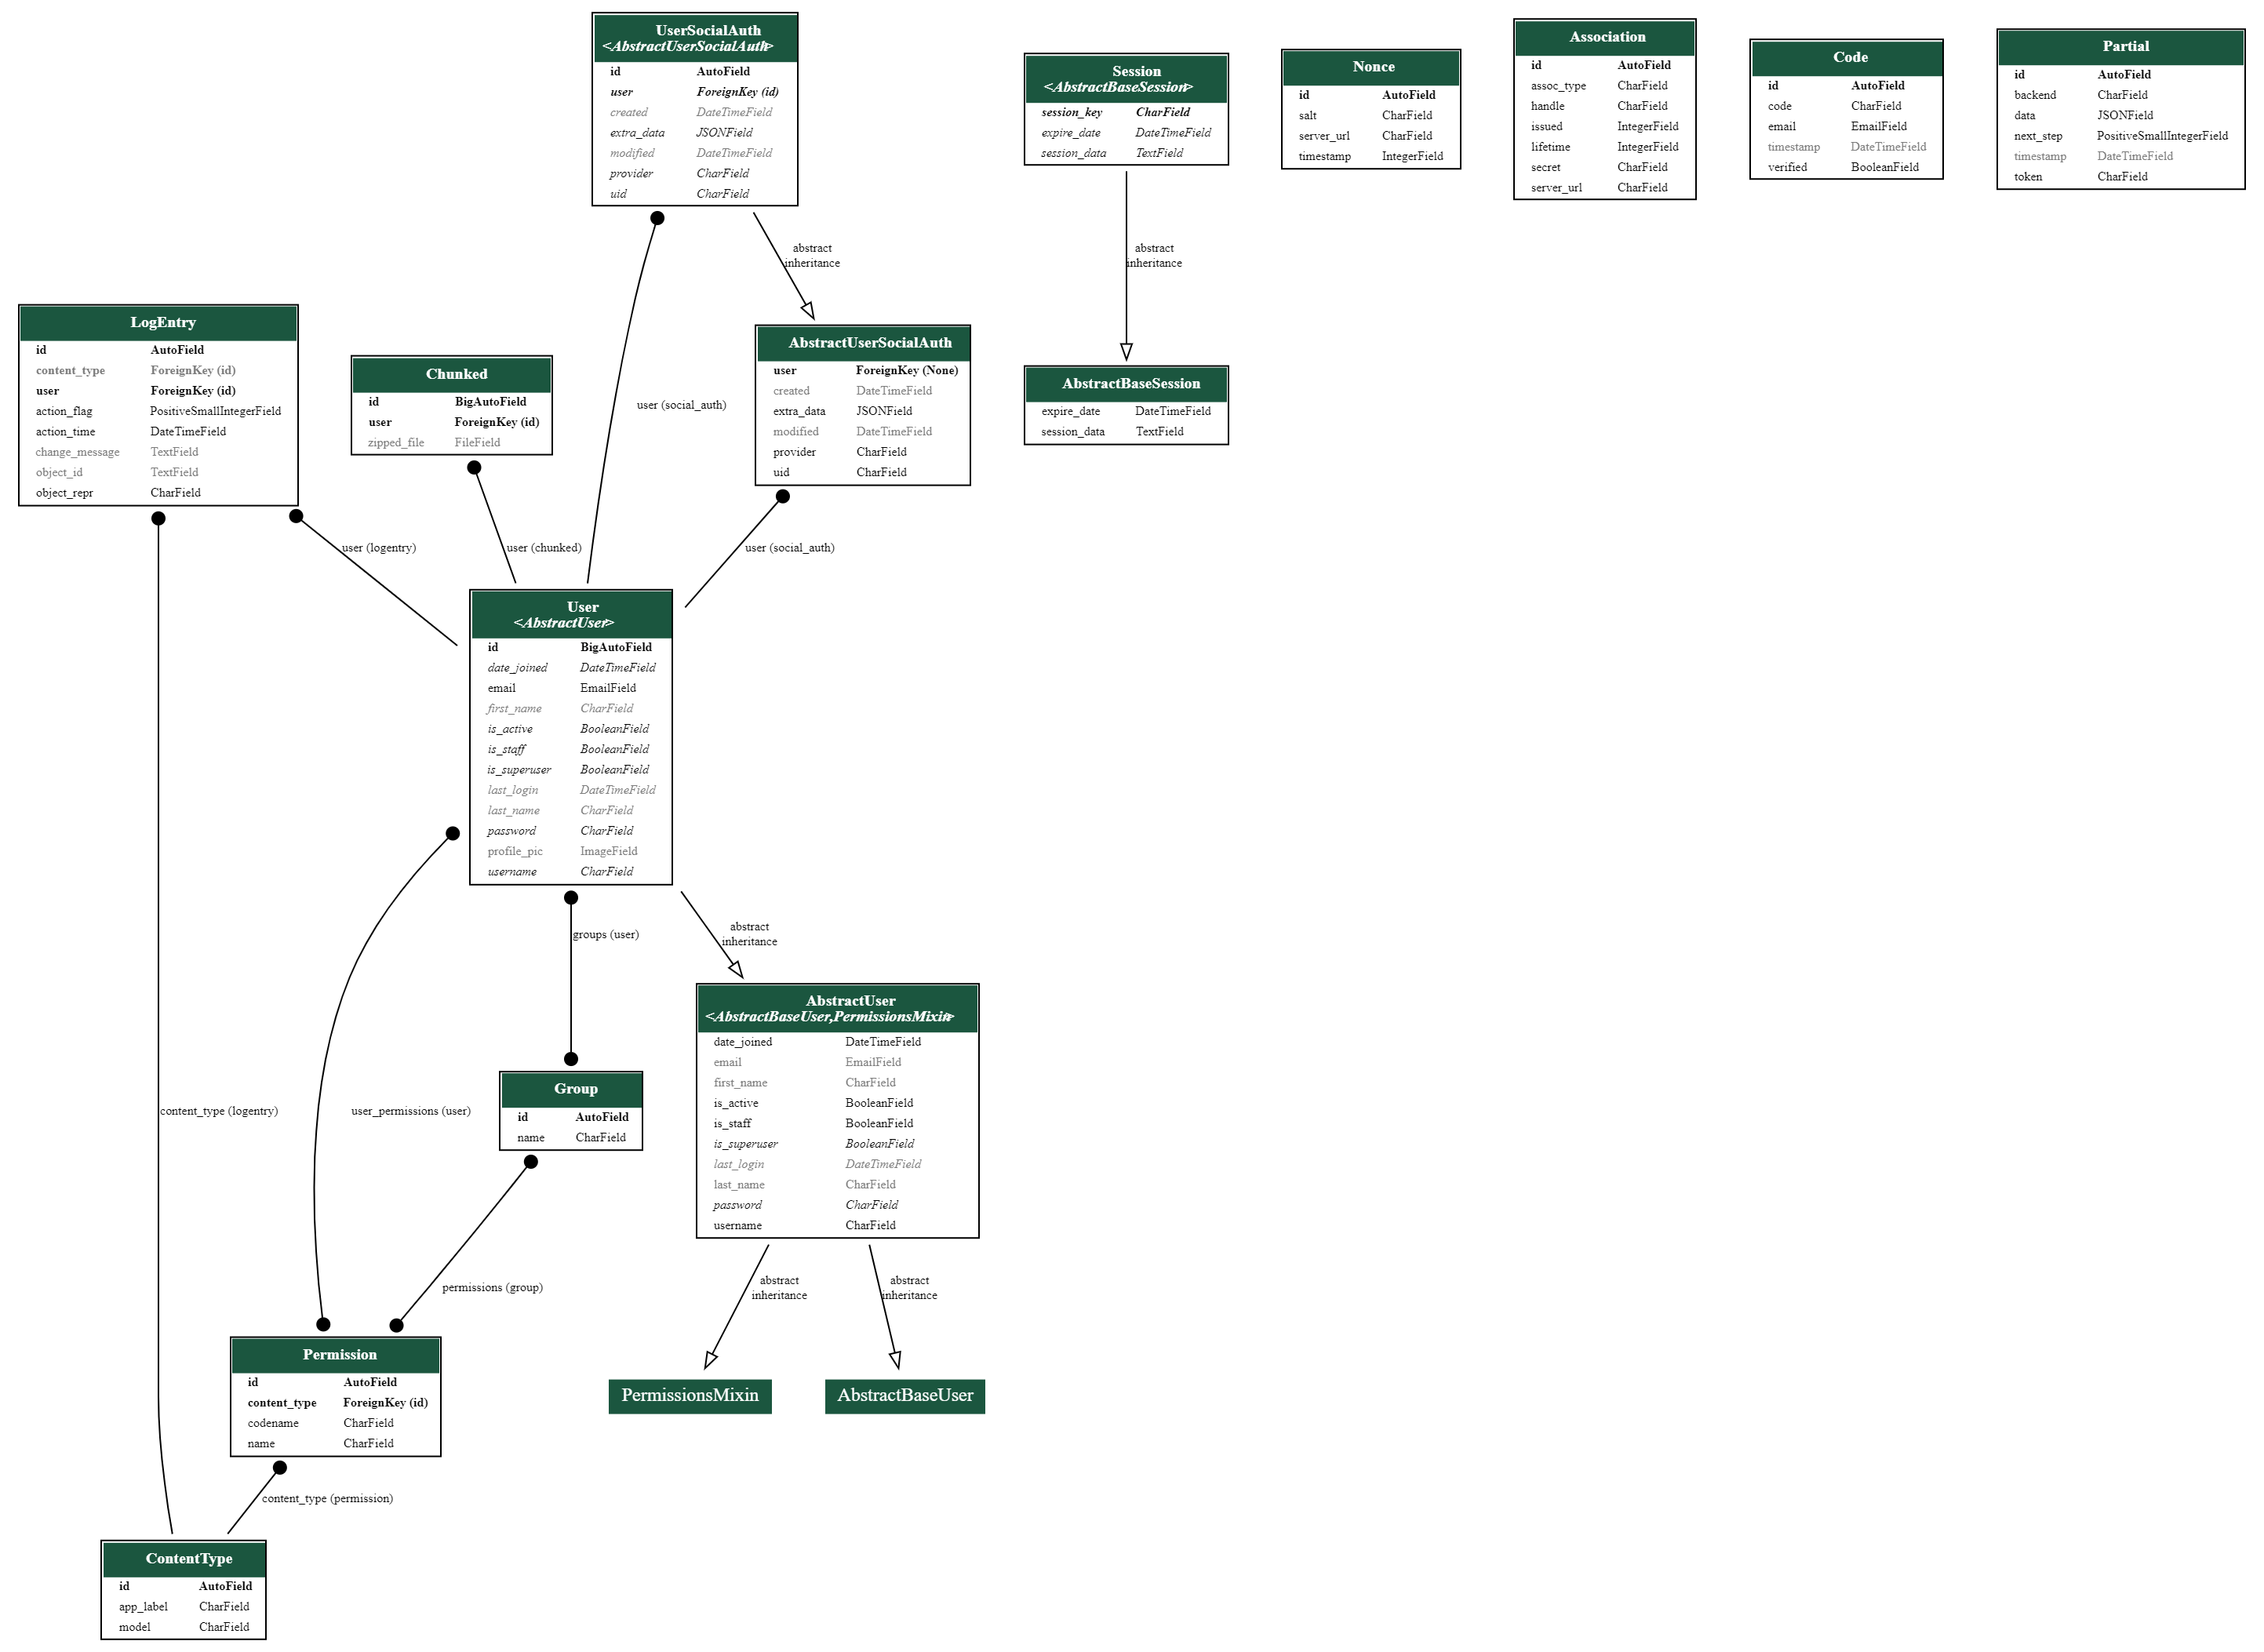 UserSocialAuth
<AbstractUserSocialAuth>
id AutoField
user ForeignKey (id)
created DateTimeField
extra_data JSONField
modified DateTimeField
provider CharField
uid CharField
Session
<AbstractBaseSession>
session_key CharField
expire_date DateTimeField
session_data TextField
Nonce
id AutoField
salt CharField
server_url CharField
timestamp IntegerField
Association
id AutoField
assoc_type CharField
handle CharField
issued IntegerField
lifetime IntegerField
secret CharField
server_url CharField
Code
id AutoField
code CharField
email EmailField
timestamp DateTimeField
verified BooleanField
Partial
id AutoField
backend CharField
data JSONField
next_step PositiveSmallIntegerField
timestamp DateTimeField
token CharField
abstract
inheritance
abstract
inheritance
LogEntry
id AutoField
content_type ForeignKey (id)
user ForeignKey (id)
action_flag PositiveSmallIntegerField
action_time DateTimeField
change_message TextField
object_id TextField
object_repr CharField
Chunked
id BigAutoField
user ForeignKey (id)
zipped_file FileField
user (social_auth)
AbstractUserSocialAuth
user ForeignKey (None)
created DateTimeField
extra_data JSONField
modified DateTimeField
provider CharField
uid CharField
AbstractBaseSession
expire_date DateTimeField
session_data TextField
user (logentry)
user (chunked)
user (social_auth)
User
<AbstractUser>
id BigAutoField
date_joined DateTimeField
email EmailField
first_name CharField
is_active BooleanField
is_staff BooleanField
is_superuser BooleanField
last_login DateTimeField
last_name CharField
password CharField
profile_pic ImageField
username CharField
groups (user)
abstract
inheritance
AbstractUser
<AbstractBaseUser,PermissionsMixin>
date_joined DateTimeField
email EmailField
first_name CharField
is_active BooleanField
is_staff BooleanField
is_superuser BooleanField
last_login DateTimeField
last_name CharField
password CharField
username CharField
content_type (logentry)
user_permissions (user)
Group
id AutoField
name CharField
permissions (group)
abstract
inheritance
abstract
inheritance
Permission
id AutoField
content_type ForeignKey (id)
codename CharField
name CharField
PermissionsMixin
AbstractBaseUser
content_type (permission)
ContentType
id AutoField
app_label CharField
model CharField